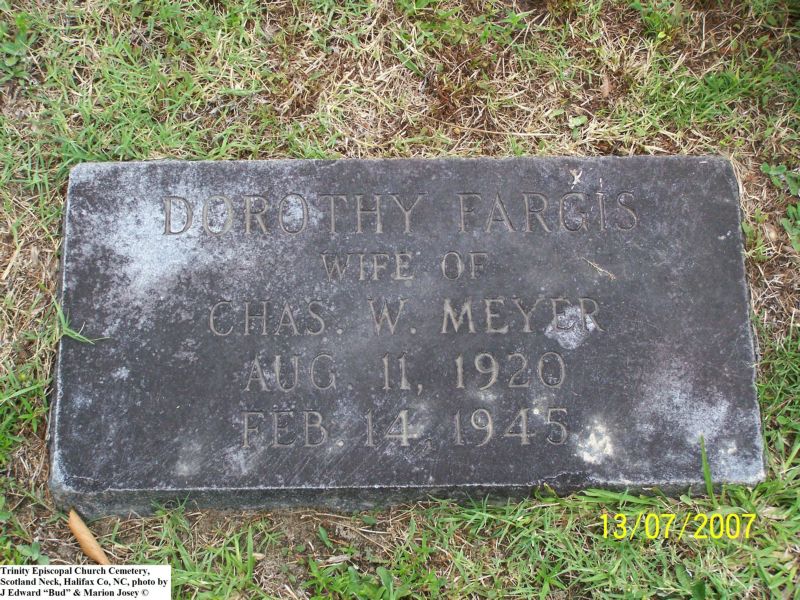 DOROTHY FARGIS
WIFE OF
CHAS. W. MEYER
AUG. 11, 1920
FEB. 14, 1945
13/07/2007
Trinity Episcopal Church Cemetery,
Scotland Neck, Halifax Co, NC, photo by
J Edward “Bud” & Marion Josey ©